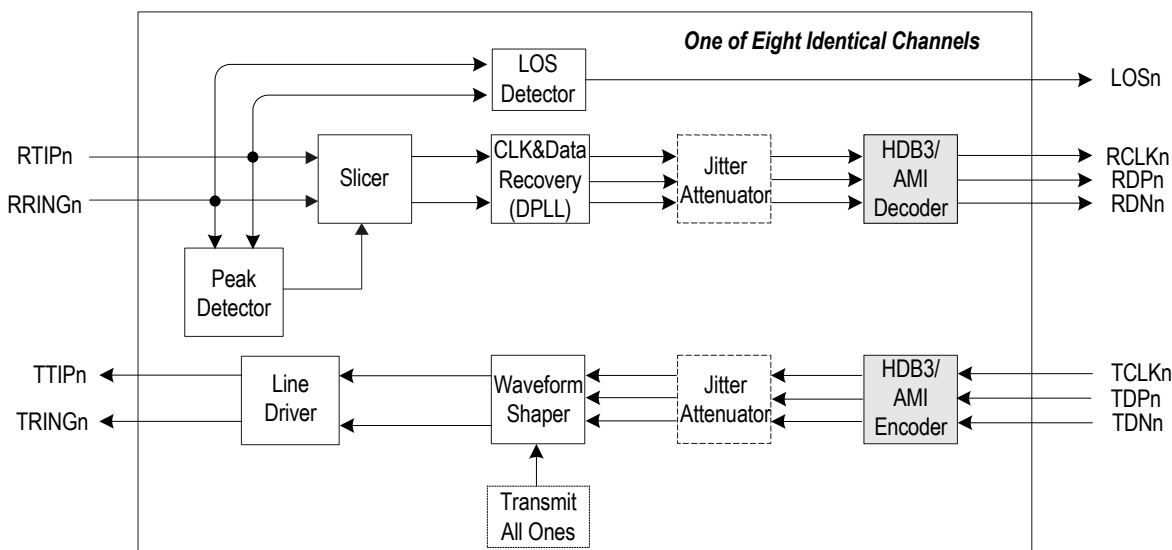 One of Eight Identical Channels
LOS
Detector
LOSn
RTIPn
RRINGn
Slicer
CLK&Data
Recovery
(DPLL)
Jitter
Attenuator
HDB3/
AMI
Decoder
RCLKn
RDPn
RDNn
Peak
Detector
TTIPn
TRINGn
Line
Driver
Waveform
Shaper
Jitter
Attenuator
HDB3/
AMI
Encoder
TCLKn
TDPn
TDNn
Transmit
All Ones